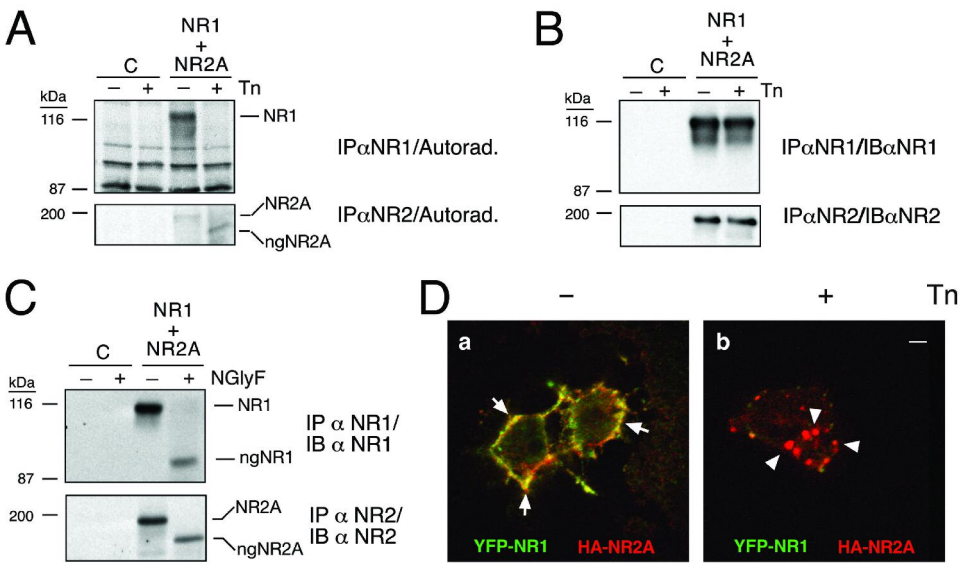 A
NR1
+
NR2A
C
– + – + Tn
kDa
116
NR1
IPαNR1/Autorad.
87
200
NR2A
IPαNR2/Autorad.
ngNR2A
B
NR1
+
NR2A
C
– + – + Tn
kDa
116
IPαNR1/IBαNR1
87
200
IPαNR2/IBαNR2
C
NR1
+
NR2A
C
– + – + NGlyF
kDa
116
NR1
IP α NR1/
IB α NR1
ngNR1
87
200
NR2A
IP α NR2/
IB α NR2
ngNR2A
D – + Tn
a
YFP-NR1 HA-NR2A
b
YFP-NR1 HA-NR2A